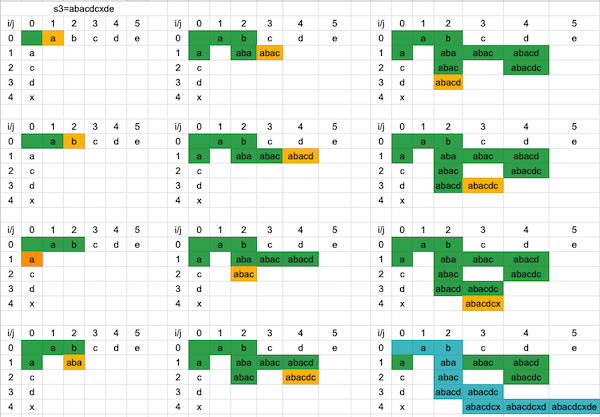 s3=abacdcxde
i/j 0 1 2 3 4 5
0 a b c d e
1 a
2 c
3 d
4 x
i/j 0 1 2 3 4 5
0 a b c d e
1 a
2 c
3 d
4 x
i/j 0 1 2 3 4 5
0 a b c d e
1 a
2 c
3 d
4 x
i/j 0 1 2 3 4 5
0 a b c d e
1 a aba
2 c
3 d
4 x
i/j 0 1 2 3 4 5
0 a b c d e
1 a aba abac
2 c
3 d
4 x
i/j 0 1 2 3 4 5
0 a b c d e
1 a aba abac abacd
2 c
3 d
4 x
i/j 0 1 2 3 4 5
0 a b c d e
1 a aba abac abacd
2 c abac
3 d
4 x
i/j 0 1 2 3 4 5
0 a b c d e
1 a aba abac abacd
2 c abac abacdc
3 d
4 x
i/j 0 1 2 3 4 5
0 a b c d e
1 a aba abac abacd
2 c abac abacdc
3 d abacd
4 x
i/j 0 1 2 3 4 5
0 a b c d e
1 a aba abac abacd
2 c abac abacdc
3 d abacd abacdc
4 x
i/j 0 1 2 3 4 5
0 a b c d e
1 a aba abac abacd
2 c abac abacdc
3 d abacd abacdc
4 x abacdcx
i/j 0 1 2 3 4 5
0 a b c d e
1 a aba abac abacd
2 c abac abacdc
3 d abacd abacdc
4 x abacdcx abacdcxd abacdcxde